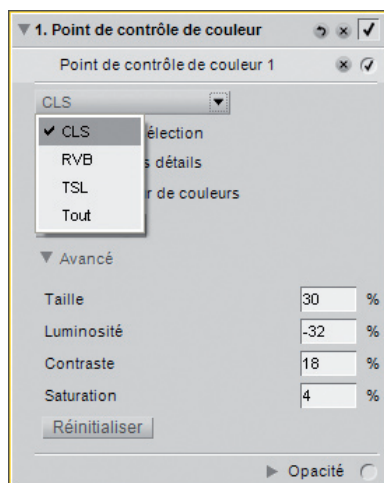 1. Point de contrôle de couleur
Point de contrôle de couleur 1
CLS
CLS
élection
RVB
s détails
TSL
r de couleurs
Tout
Avancé
Taille 30 %
Luminosité -32 %
Contraste 18 %
Saturation 4 %
Réinitialiser
Opacité